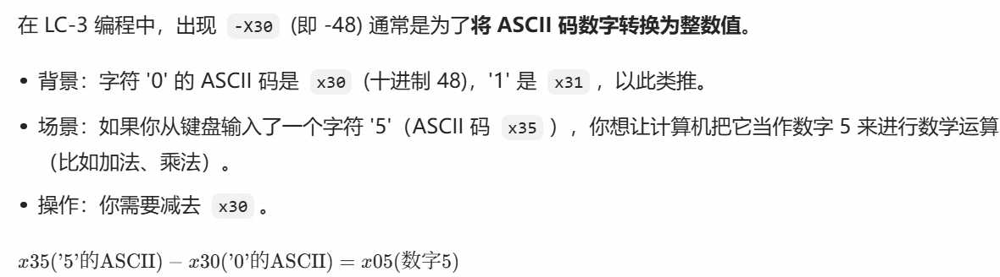 在 LC-3 编程中，出现 -X30 (即 -48) 通常是为了将 ASCII 码数字转换为整数值。
• 背景：字符 '0' 的 ASCII 码是 x30 (十进制 48)，'1' 是 x31 ，以此类推。
• 场景：如果你从键盘输入了一个字符 '5'（ASCII 码 x35 ），你想让计算机把它当作数字 5 来进行数学运算
（比如加法、乘法）。
• 操作：你需要减去 x30 。
x35('5'的ASCII) − x30('0'的ASCII) = x05(数字5)